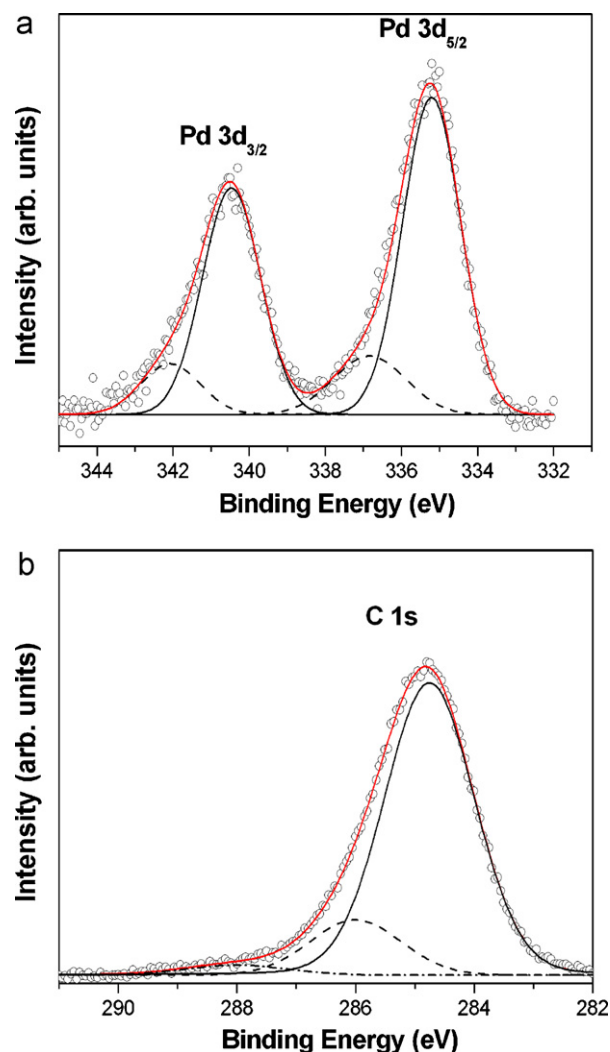 a
Pd 3d5/2
Pd 3d3/2
Intensity (arb. units)
344 342 340 338 336 334 332
Binding Energy (eV)
b
C 1s
Intensity (arb. units)
290 288 286 284 282
Binding Energy (eV)